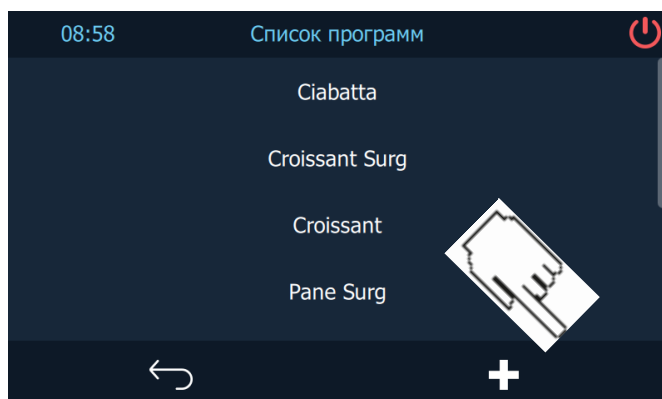 08:58 Список программ
Ciabatta
Croissant Surg
Croissant
Pane Surg